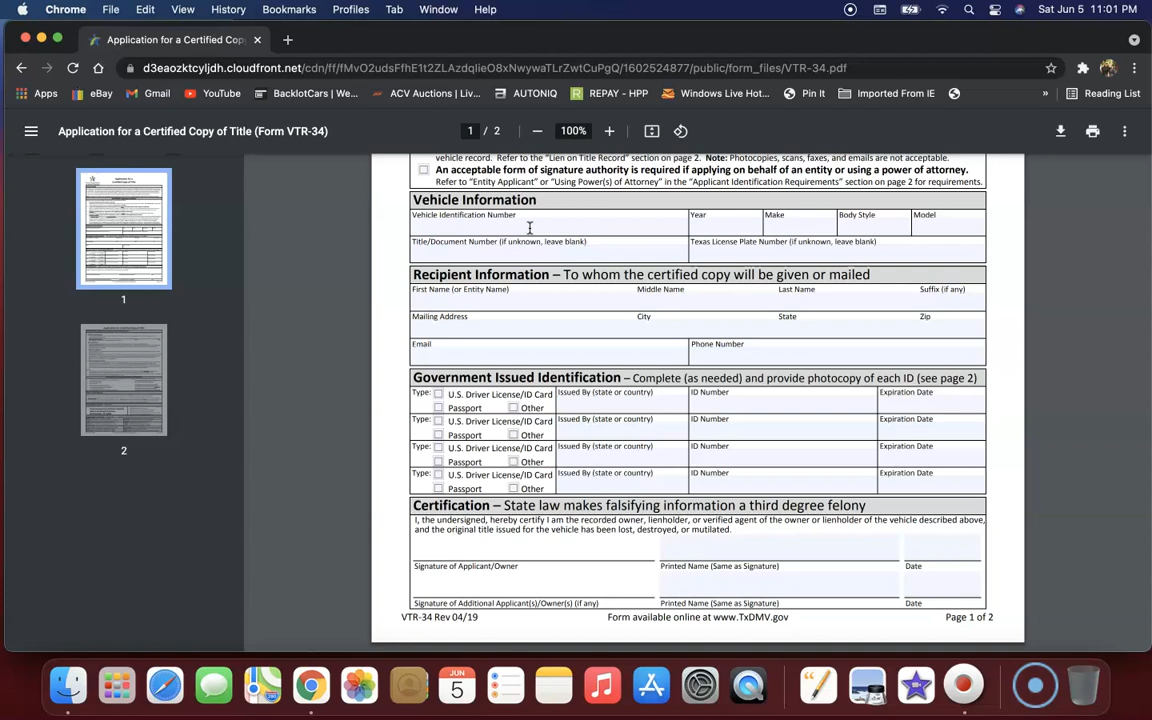 Chrome File Edit View History Bookmarks Profiles Tab Window Help Sat Jun 5 11:01 PM
Application for a Certified Cop
d3eaozktcyljdh.cloudfront.net/cdn/ff/fMvO2udsFfhE1t2ZLAzdqIieO8xNwywaTLrZwtCuPgQ/1602524877/public/form_files/VTR-34.pdf
Apps eBay Gmail YouTube BacklotCars | We... ACV Auctions | Livi... AUTONIQ REPAY - HPP Windows Live Hot... Pin It Imported From IE » Reading List
Application for a Certified Copy of Title (Form VTR-34) 1 / 2 100%
vehicle record. Refer to the "Lien on Title Record" section on page 2. Note: Photocopies, scans, faxes, and emails are not acceptable.
An acceptable form of signature authority is required if applying on behalf of an entity or using a power of attorney.
Refer to "Entity Applicant" or "Using Power(s) of Attorney" in the "Applicant Identification Requirements" section on page 2 for requirements.
Vehicle Information
Vehicle Identification Number Year Make Body Style Model
Title/Document Number (if unknown, leave blank) Texas License Plate Number (if unknown, leave blank)
Recipient Information – To whom the certified copy will be given or mailed
First Name (or Entity Name) Middle Name Last Name Suffix (if any)
Mailing Address City State Zip
Email Phone Number
Government Issued Identification – Complete (as needed) and provide photocopy of each ID (see page 2)
Type: U.S. Driver License/ID Card Issued By (state or country) ID Number Expiration Date
Passport Other
Type: U.S. Driver License/ID Card Issued By (state or country) ID Number Expiration Date
Passport Other
Type: U.S. Driver License/ID Card Issued By (state or country) ID Number Expiration Date
Passport Other
Type: U.S. Driver License/ID Card Issued By (state or country) ID Number Expiration Date
Passport Other
Certification – State law makes falsifying information a third degree felony
I, the undersigned, hereby certify I am the recorded owner, lienholder, or verified agent of the owner or lienholder of the vehicle described above,
and the original title issued for the vehicle has been lost, destroyed, or mutilated.
Signature of Applicant/Owner Printed Name (Same as Signature) Date
Signature of Additional Applicant(s)/Owner(s) (if any) Printed Name (Same as Signature) Date
VTR-34 Rev 04/19 Form available online at www.TxDMV.gov Page 1 of 2
1
2
JUN
5